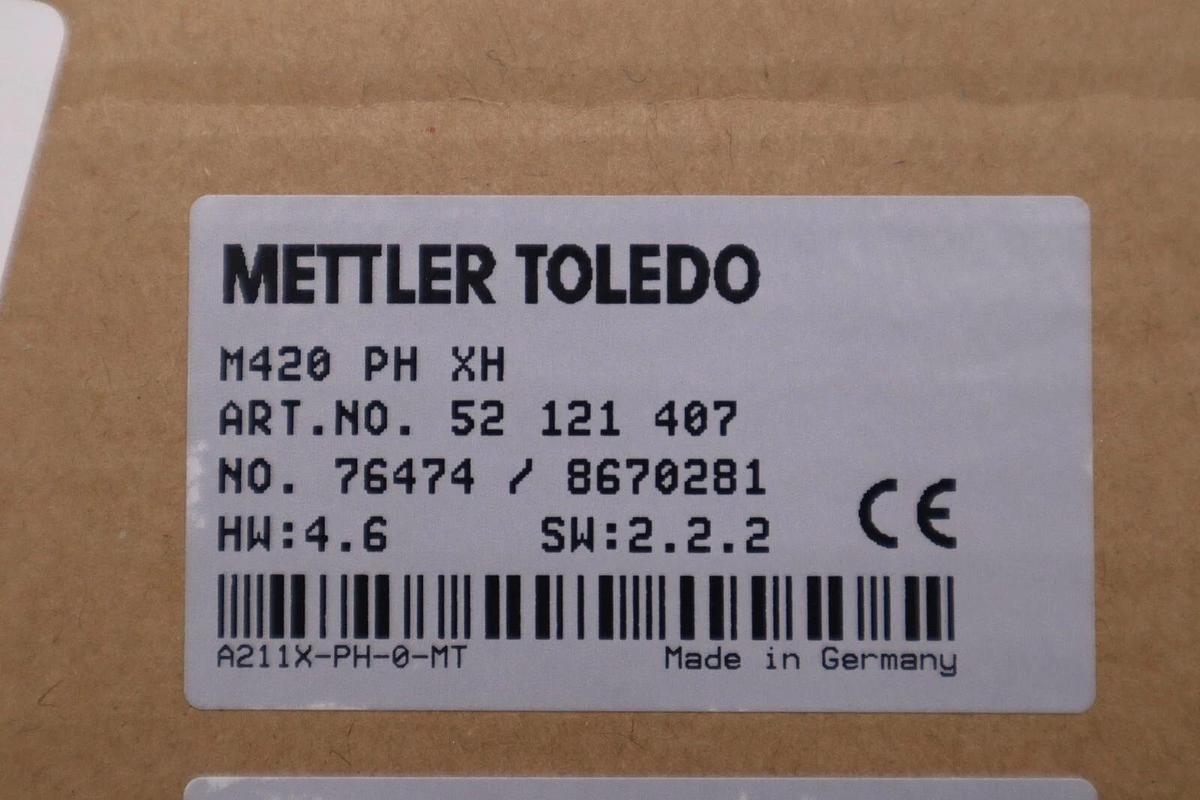 METTLER TOLEDO
M420 PH XH
ART.NO. 52 121 407
NO. 76474 / 8670281
HW:4.6 SW:2.2.2 CE
A211X-PH-0-MT Made in Germany